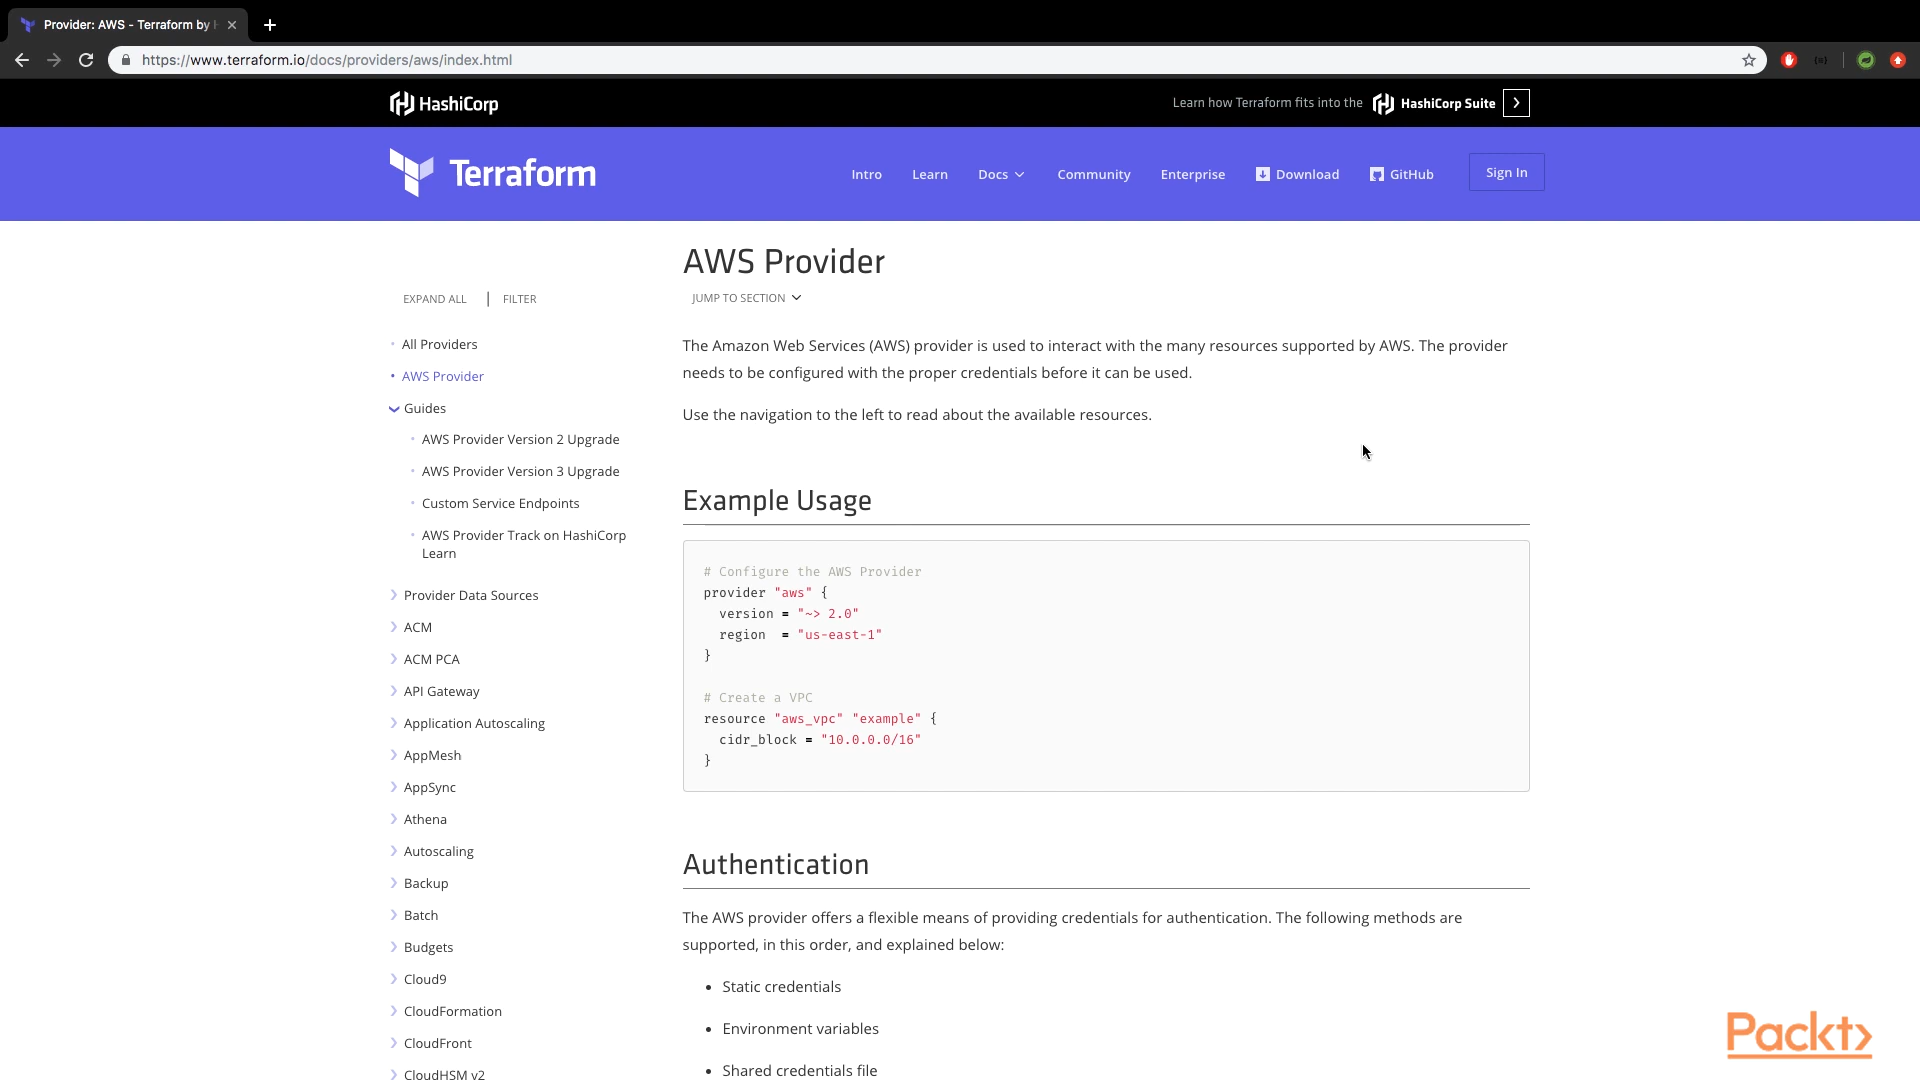 Provider: AWS - Terraform by
https://www.terraform.io/docs/providers/aws/index.html
HashiCorp
Learn how Terraform fits into the HashiCorp Suite
Terraform
Intro Learn Docs Community Enterprise Download GitHub Sign In
AWS Provider
JUMP TO SECTION
EXPAND ALL | FILTER
All Providers
AWS Provider
Guides
AWS Provider Version 2 Upgrade
AWS Provider Version 3 Upgrade
Custom Service Endpoints
AWS Provider Track on HashiCorp
Learn
Provider Data Sources
ACM
ACM PCA
API Gateway
Application Autoscaling
AppMesh
AppSync
Athena
Autoscaling
Backup
Batch
Budgets
Cloud9
CloudFormation
CloudFront
CloudHSM v2
The Amazon Web Services (AWS) provider is used to interact with the many resources supported by AWS. The provider
needs to be configured with the proper credentials before it can be used.
Use the navigation to the left to read about the available resources.
Example Usage
# Configure the AWS Provider
provider "aws" {
  version = "~> 2.0"
  region  = "us-east-1"
}
# Create a VPC
resource "aws_vpc" "example" {
  cidr_block = "10.0.0.0/16"
}
Authentication
The AWS provider offers a flexible means of providing credentials for authentication. The following methods are
supported, in this order, and explained below:
• Static credentials
• Environment variables
• Shared credentials file
Packt>